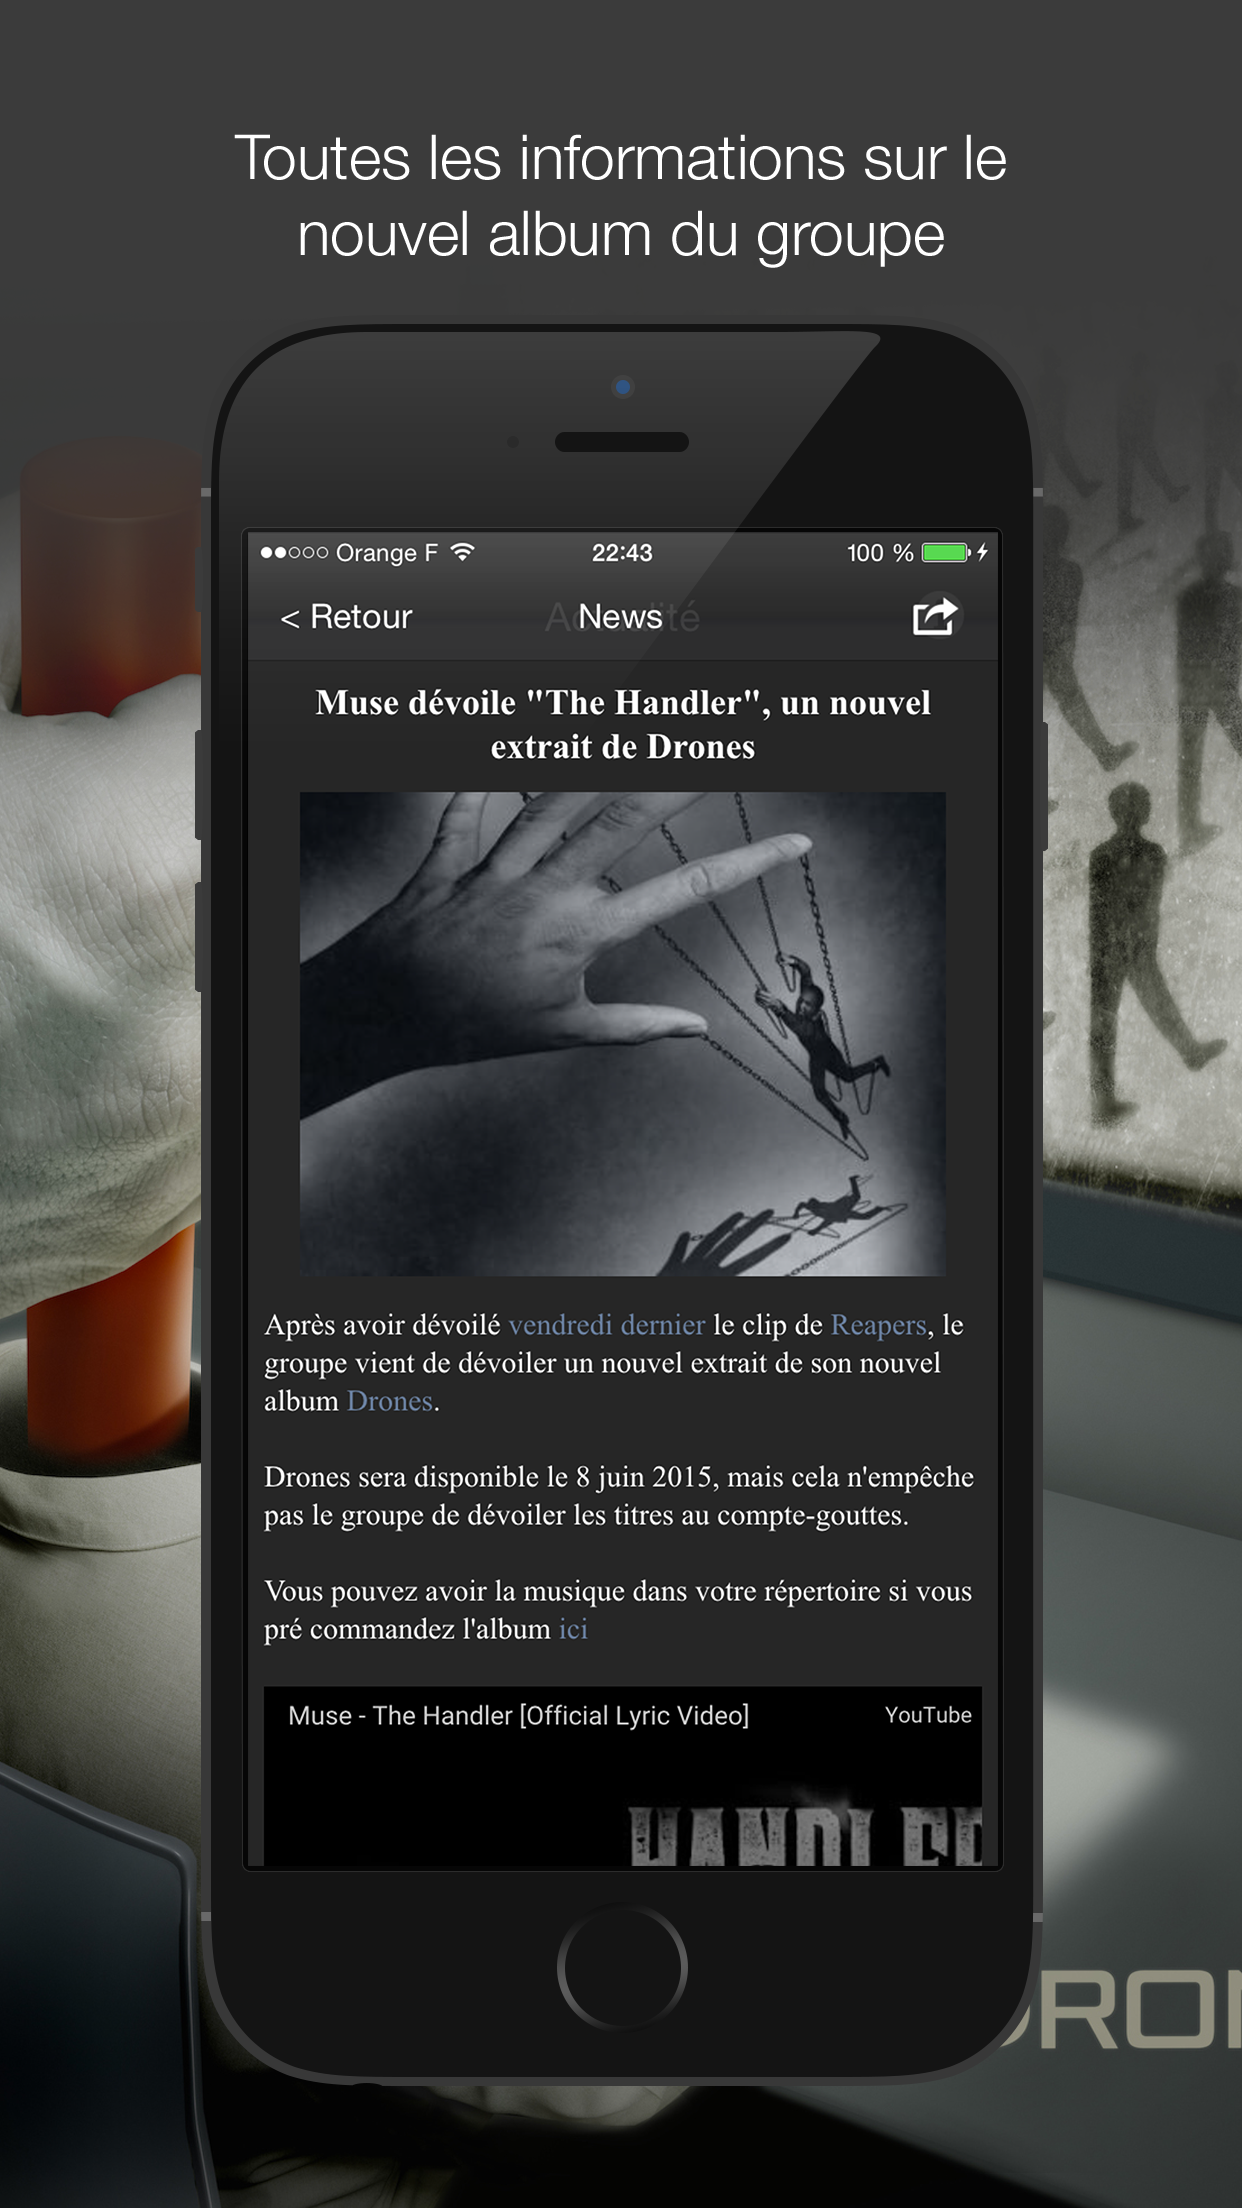 Toutes les informations sur le
nouvel album du groupe
Orange F 22:43 100 %
< Retour News
Actualité
Muse dévoile "The Handler", un nouvel
extrait de Drones
Après avoir dévoilé vendredi dernier le clip de Reapers, le
groupe vient de dévoiler un nouvel extrait de son nouvel
album Drones.
Drones sera disponible le 8 juin 2015, mais cela n'empêche
pas le groupe de dévoiler les titres au compte-gouttes.
Vous pouvez avoir la musique dans votre répertoire si vous
pré commandez l'album ici
Muse - The Handler [Official Lyric Video] YouTube